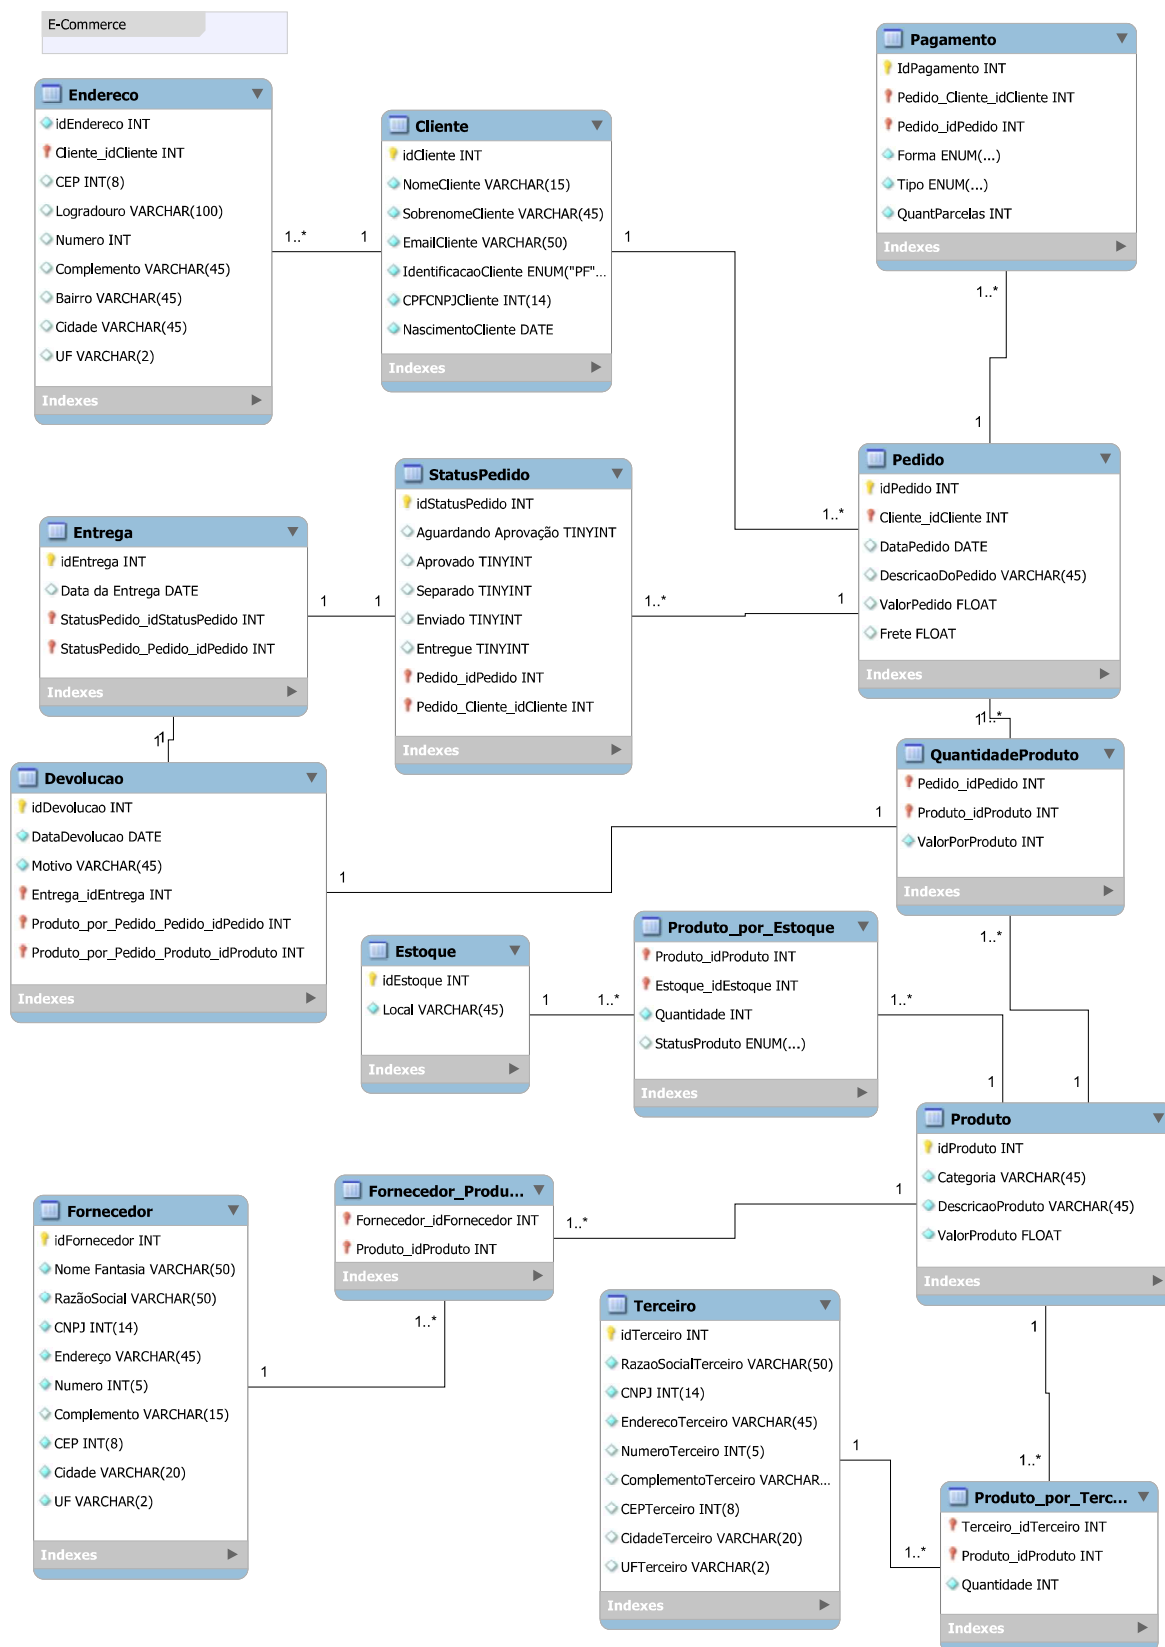 E-Commerce
Endereco
idEndereco INT
Cliente_idCliente INT
CEP INT(8)
Logradouro VARCHAR(100)
Numero INT
Complemento VARCHAR(45)
Bairro VARCHAR(45)
Cidade VARCHAR(45)
UF VARCHAR(2)
Indexes
1..*
1
Cliente
idCliente INT
NomeCliente VARCHAR(15)
SobrenomeCliente VARCHAR(45)
EmailCliente VARCHAR(50)
IdentificacaoCliente ENUM("PF"...
CPFCNPJCliente INT(14)
NascimentoCliente DATE
Indexes
1
1..*
Pagamento
IdPagamento INT
Pedido_Cliente_idCliente INT
Pedido_idPedido INT
Forma ENUM(...)
Tipo ENUM(...)
QuantParcelas INT
Indexes
1..*
1
Pedido
idPedido INT
Cliente_idCliente INT
DataPedido DATE
DescricaoDoPedido VARCHAR(45)
ValorPedido FLOAT
Frete FLOAT
Indexes
StatusPedido
idStatusPedido INT
Aguardando Aprovação TINYINT
Aprovado TINYINT
Separado TINYINT
Enviado TINYINT
Entregue TINYINT
Pedido_idPedido INT
Pedido_Cliente_idCliente INT
Indexes
1..*
1
Entrega
idEntrega INT
Data da Entrega DATE
StatusPedido_idStatusPedido INT
StatusPedido_Pedido_idPedido INT
Indexes
1
1
1
1
Devolucao
idDevolucao INT
DataDevolucao DATE
Motivo VARCHAR(45)
Entrega_idEntrega INT
Produto_por_Pedido_Pedido_idPedido INT
Produto_por_Pedido_Produto_idProduto INT
Indexes
1
1
1
1..*
QuantidadeProduto
Pedido_idPedido INT
Produto_idProduto INT
ValorPorProduto INT
Indexes
1..*
1
Estoque
idEstoque INT
Local VARCHAR(45)
Indexes
1
1..*
Produto_por_Estoque
Produto_idProduto INT
Estoque_idEstoque INT
Quantidade INT
StatusProduto ENUM(...)
Indexes
1..*
1
Produto
idProduto INT
Categoria VARCHAR(45)
DescricaoProduto VARCHAR(45)
ValorProduto FLOAT
Indexes
Fornecedor_Produ...
Fornecedor_idFornecedor INT
Produto_idProduto INT
Indexes
1..*
1
1..*
1
Fornecedor
idFornecedor INT
Nome Fantasia VARCHAR(50)
RazãoSocial VARCHAR(50)
CNPJ INT(14)
Endereço VARCHAR(45)
Numero INT(5)
Complemento VARCHAR(15)
CEP INT(8)
Cidade VARCHAR(20)
UF VARCHAR(2)
Indexes
Terceiro
idTerceiro INT
RazaoSocialTerceiro VARCHAR(50)
CNPJ INT(14)
EnderecoTerceiro VARCHAR(45)
NumeroTerceiro INT(5)
ComplementoTerceiro VARCHAR...
CEPTerceiro INT(8)
CidadeTerceiro VARCHAR(20)
UFTerceiro VARCHAR(2)
Indexes
1
1..*
1
1..*
Produto_por_Terc...
Terceiro_idTerceiro INT
Produto_idProduto INT
Quantidade INT
Indexes